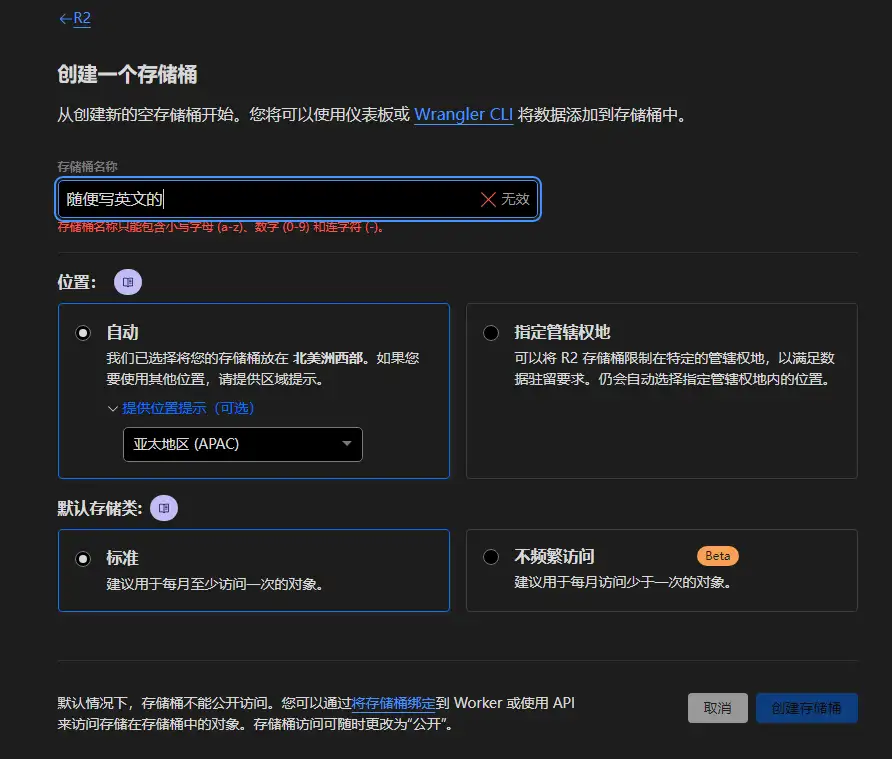 ←R2
创建一个存储桶
从创建新的空存储桶开始。您将可以使用仪表板或 Wrangler CLI 将数据添加到存储桶中。
存储桶名称
随便写英文的
无效
存储桶名称只能包含小写字母 (a-z)、数字 (0-9) 和连字符 (-)。
位置：
自动
我们已选择将您的存储桶放在 北美洲西部。如果您
要使用其他位置，请提供区域提示。
提供位置提示（可选）
亚太地区 (APAC)
指定管辖权地
可以将 R2 存储桶限制在特定的管辖权地，以满足数
据驻留要求。仍会自动选择指定管辖权地内的位置。
默认存储类:
标准
建议用于每月至少访问一次的对象。
不频繁访问
Beta
建议用于每月访问少于一次的对象。
默认情况下，存储桶不能公开访问。您可以通过将存储桶绑定到 Worker 或使用 API
来访问存储在存储桶中的对象。存储桶访问可随时更改为“公开”。
取消
创建存储桶